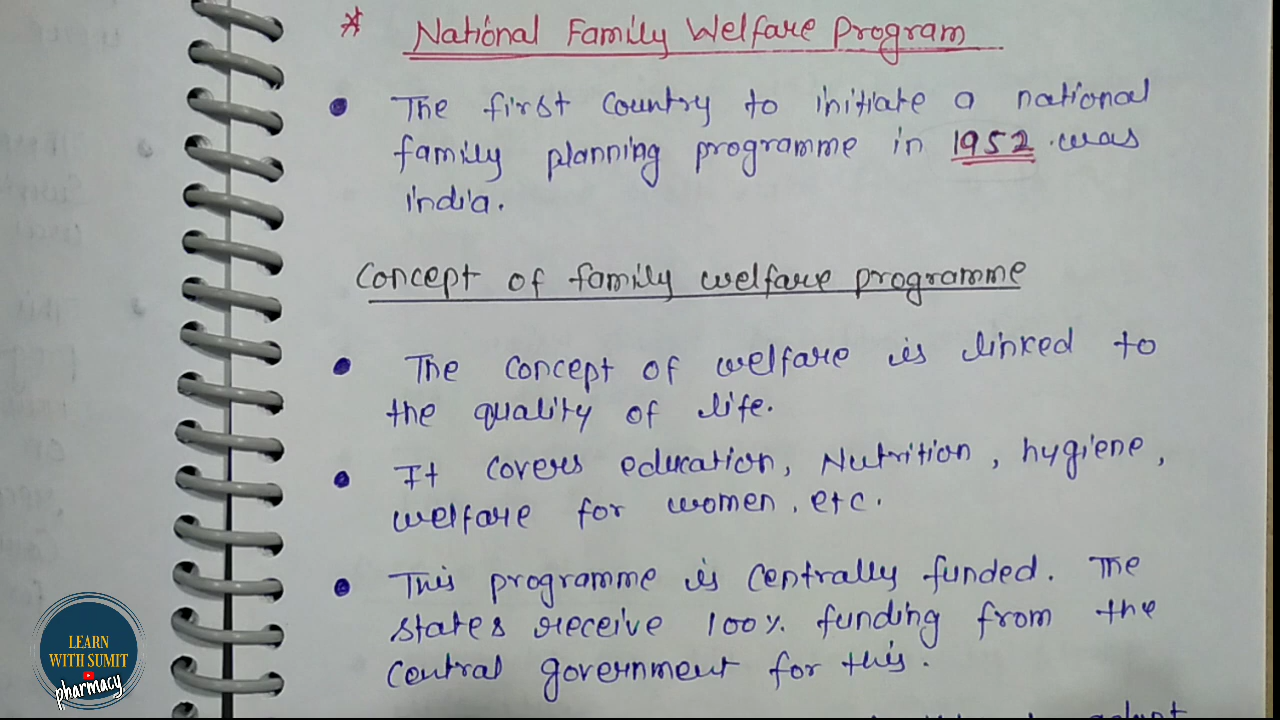 * National Family Welfare Program
• The first country to initiate a national
family planning programme in 1952 was
india.
Concept of family welfare programme
• The concept of welfare is linked to
the quality of life.
• It covers education, Nutrition, hygiene,
welfare for women, etc.
• This programme is centrally funded. The
states receive 100% funding from the
central government for this.
adopt
LEARN
WITH SUMIT
pharmacy